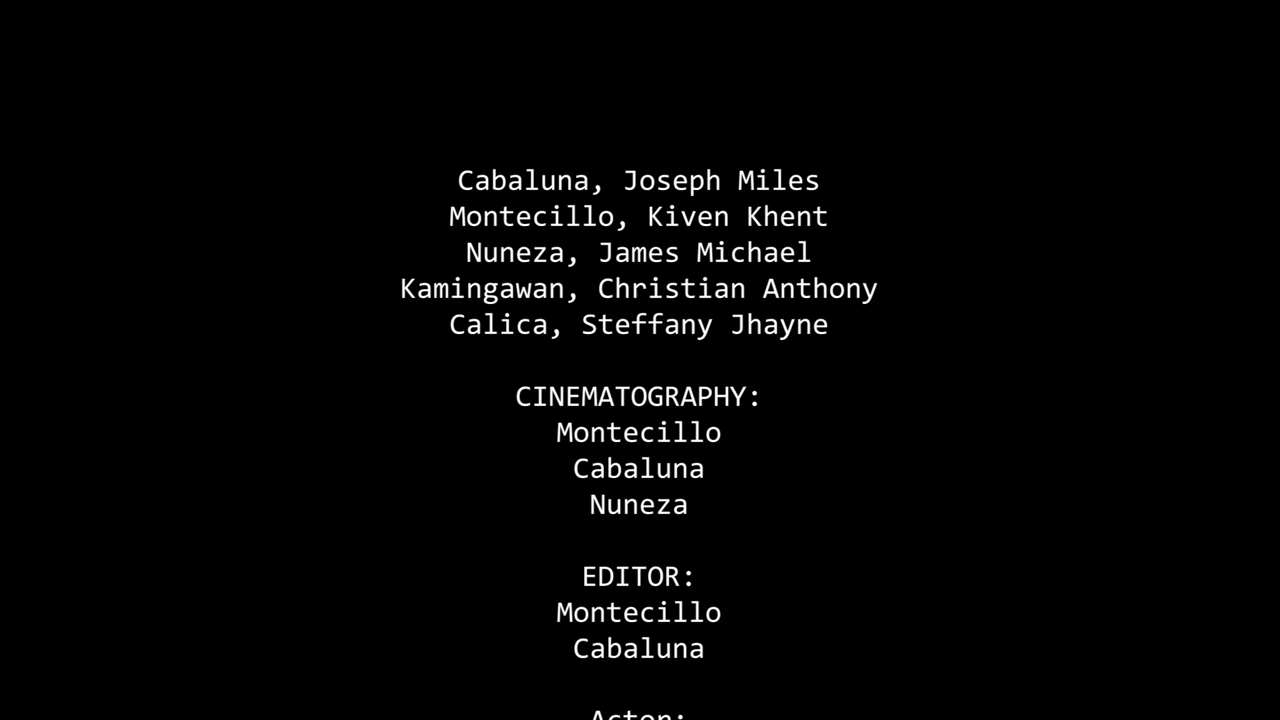 Cabaluna, Joseph Miles
Montecillo, Kiven Khent
Nuneza, James Michael
Kamingawan, Christian Anthony
Calica, Steffany Jhayne
CINEMATOGRAPHY:
Montecillo
Cabaluna
Nuneza
EDITOR:
Montecillo
Cabaluna